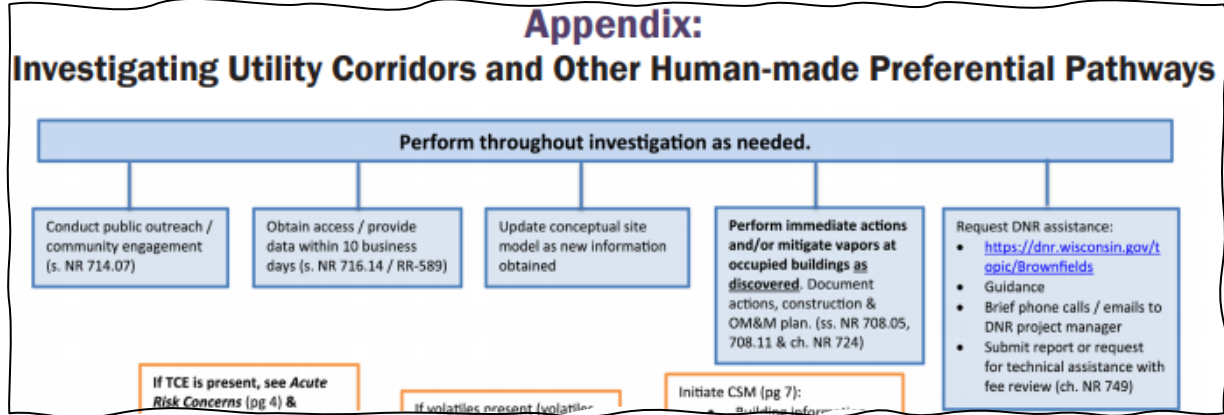 Appendix:
Investigating Utility Corridors and Other Human-made Preferential Pathways
Perform throughout investigation as needed.
Conduct public outreach /
community engagement
(s. NR 714.07)
Obtain access / provide
data within 10 business
days (s. NR 716.14 / RR-589)
Update conceptual site
model as new information
obtained
Perform immediate actions
and/or mitigate vapors at
occupied buildings as
discovered. Document
actions, construction &
OM&M plan. (ss. NR 708.05,
708.11 & ch. NR 724)
Request DNR assistance:
• https://dnr.wisconsin.gov/t
opic/Brownfields
• Guidance
• Brief phone calls / emails to
DNR project manager
• Submit report or request
for technical assistance with
fee review (ch. NR 749)
If TCE is present, see Acute
Risk Concerns (pg 4) &
If volatiles present (volatiles
Initiate CSM (pg 7):
• Building information